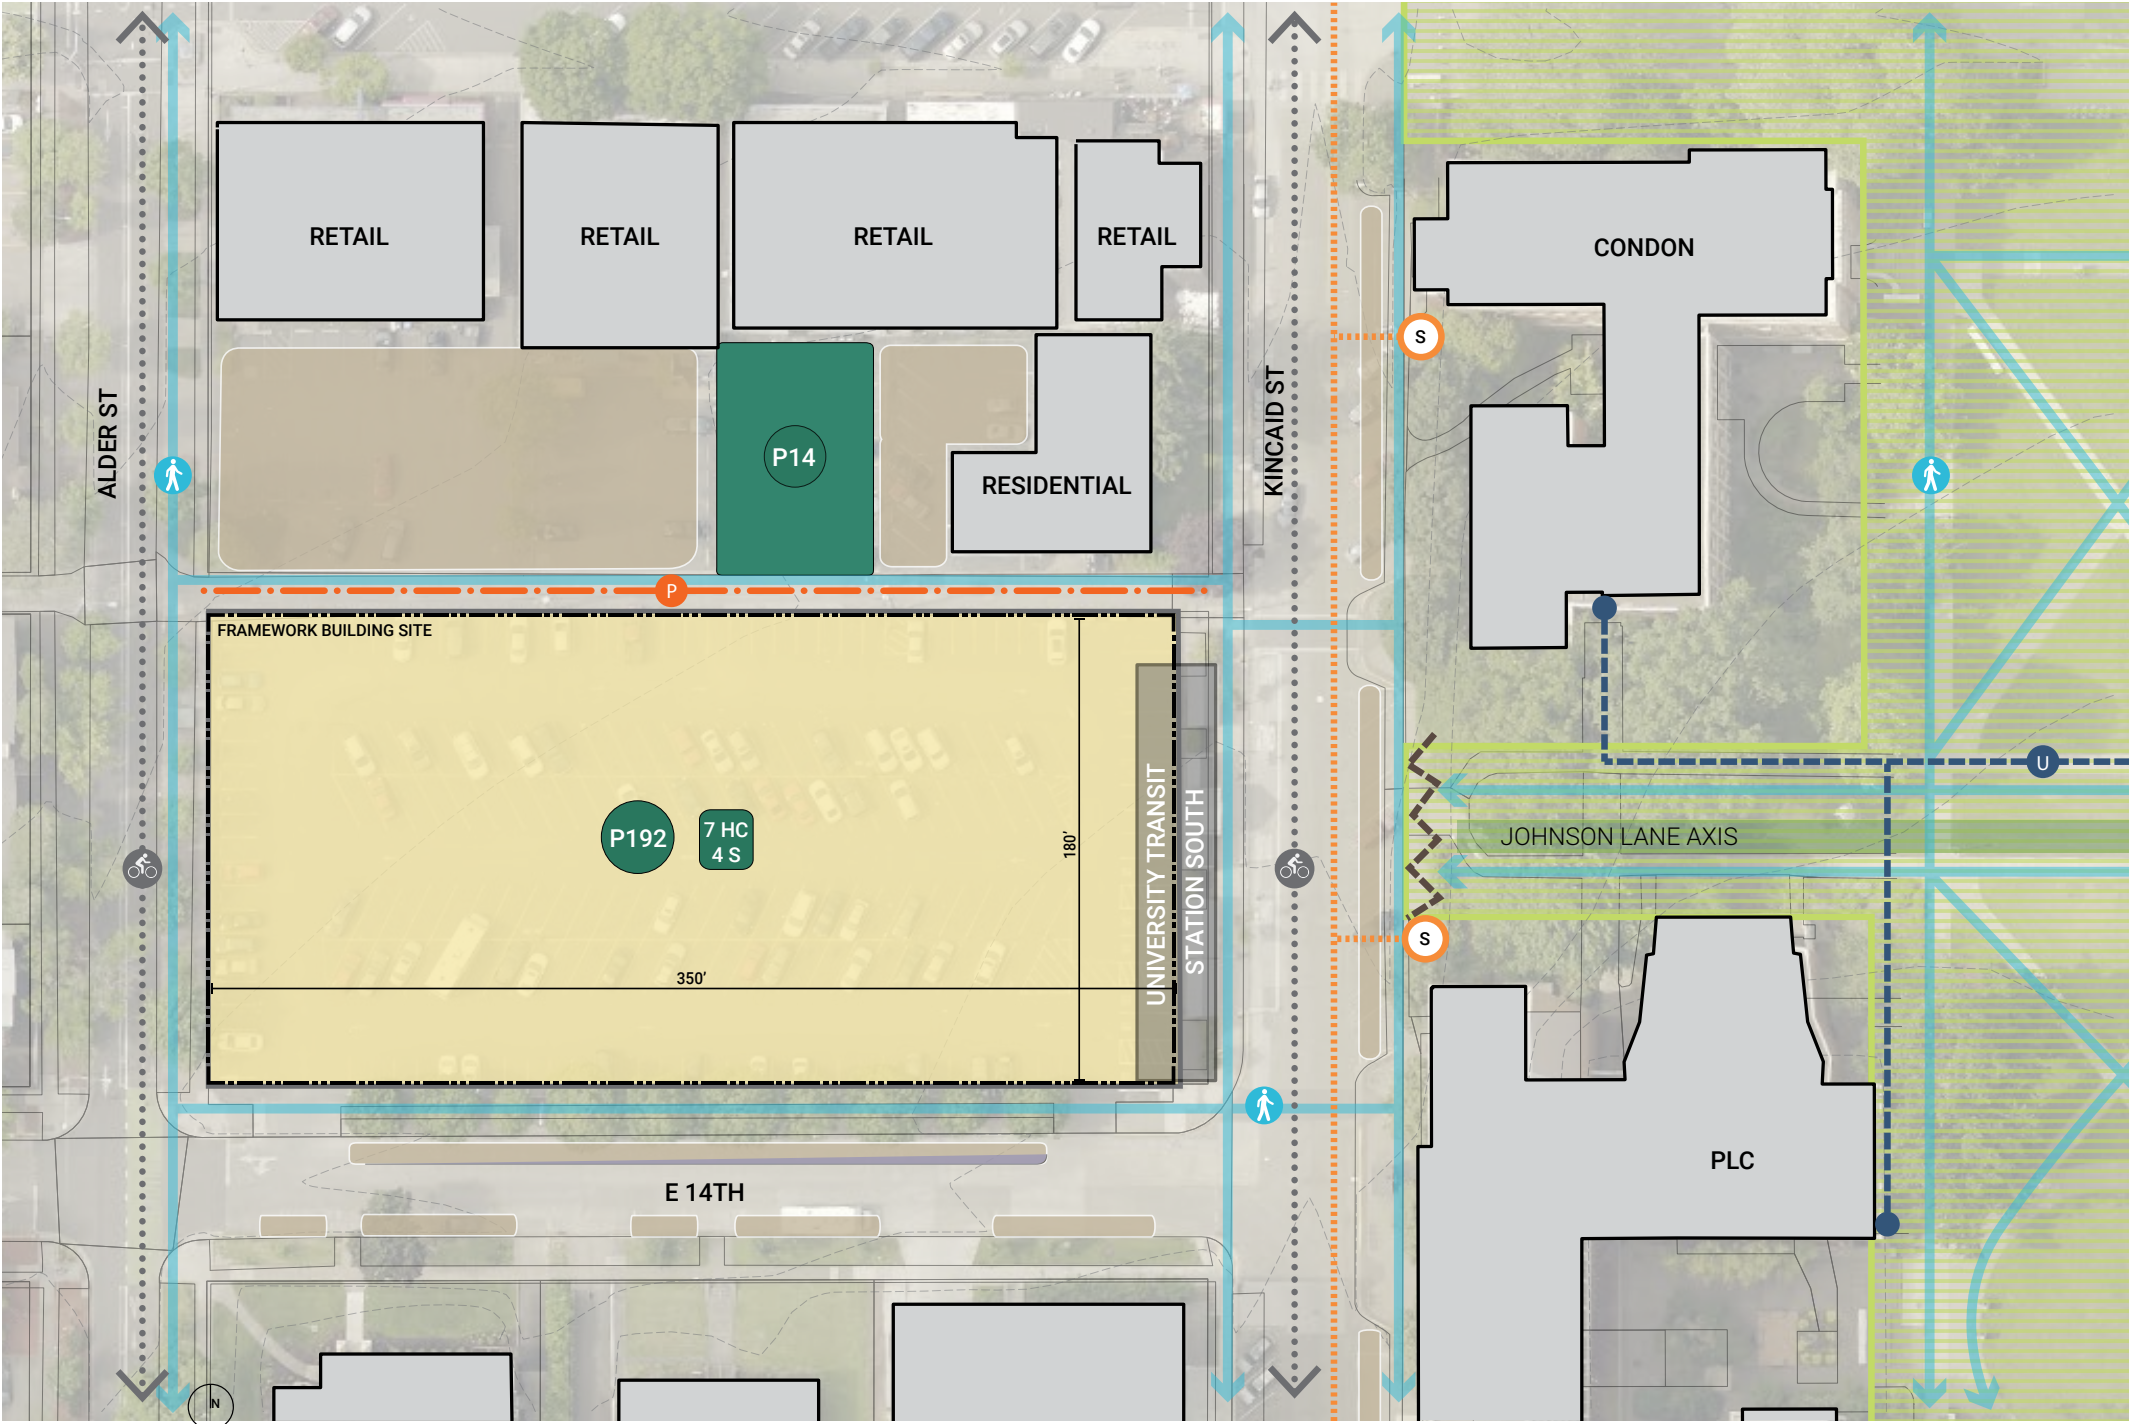 RETAIL
RETAIL
RETAIL
RETAIL
CONDON
S
ALDER ST
KINCAID ST
P14
RESIDENTIAL
P
FRAMEWORK BUILDING SITE
U
P192
7 HC
4 S
180’
UNIVERSITY TRANSIT
STATION SOUTH
JOHNSON LANE AXIS
S
350’
PLC
E 14TH
N